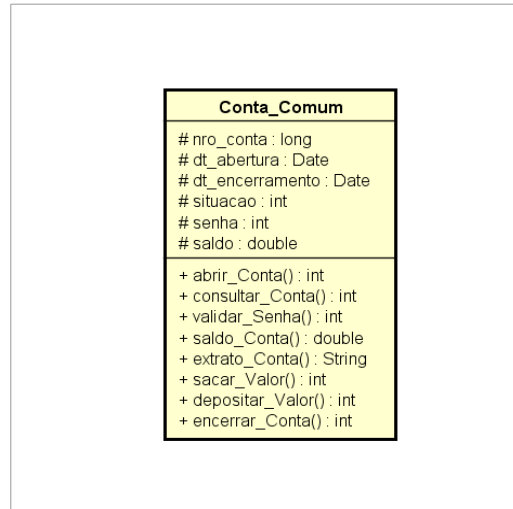 Conta_Comum
# nro_conta : long
# dt_abertura : Date
# dt_encerramento : Date
# situacao : int
# senha : int
# saldo : double
+ abrir_Conta() : int
+ consultar_Conta() : int
+ validar_Senha() : int
+ saldo_Conta() : double
+ extrato_Conta() : String
+ sacar_Valor() : int
+ depositar_Valor() : int
+ encerrar_Conta() : int